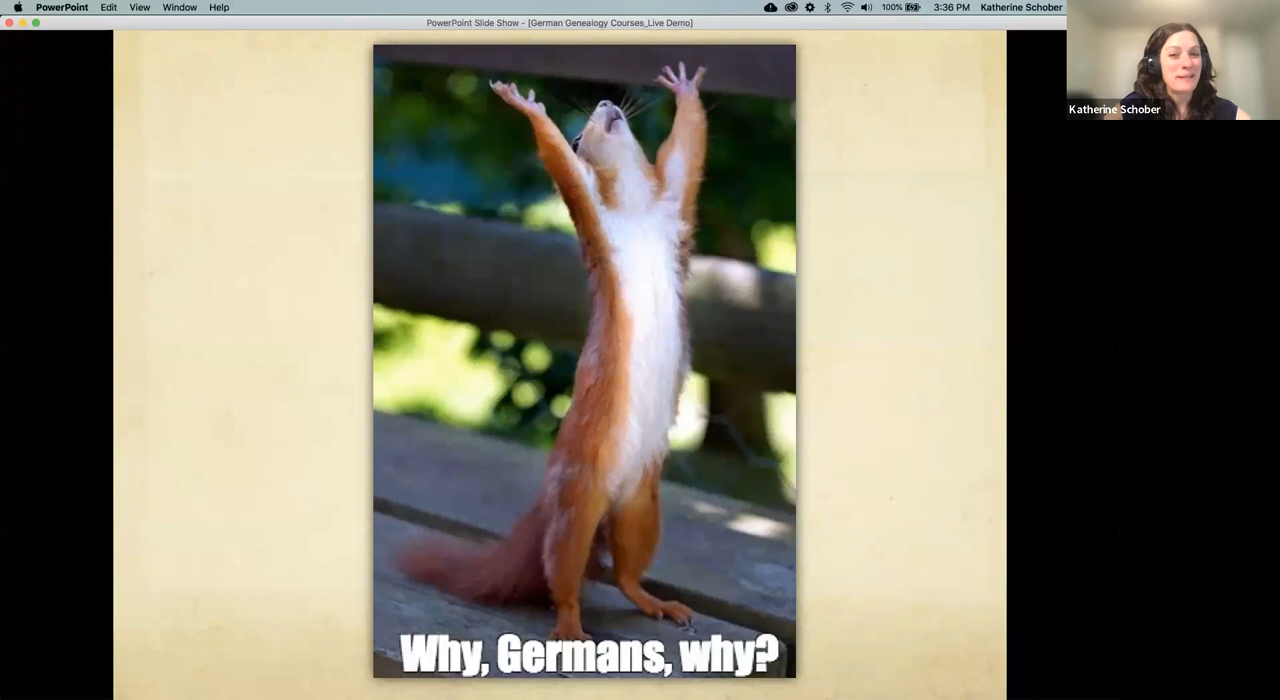 PowerPoint Edit View Window Help 100% 3:36 PM Katherine Schober
PowerPoint Slide Show - [German Genealogy Courses_Live Demo]
Katherine Schober
Why, Germans, why?